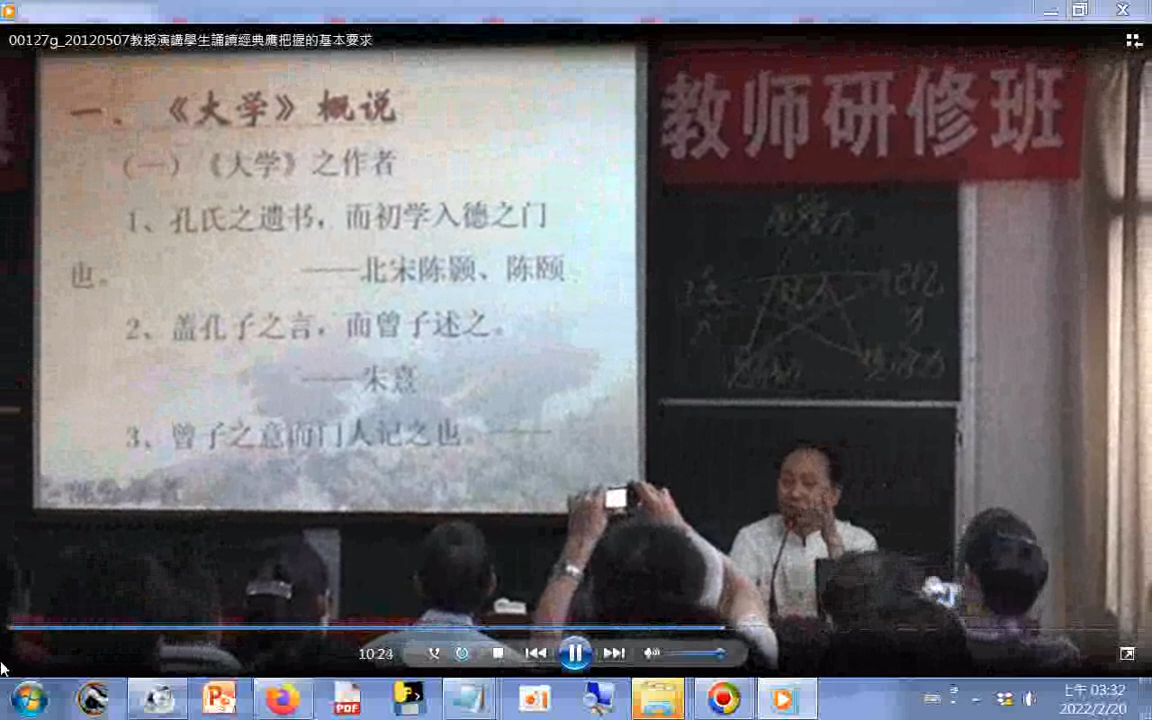 00127g_20120507教授演講學生誦讀經典應把握的基本要求
一、《大学》概说
（一）《大学》之作者
1、孔氏之遗书，而初学入德之门
也。 ——北宋陈颢、陈颐
2、盖孔子之言，而曾子述之。
——朱熹
3、曾子之意而门人记之也。——
教师研修班
10:24
PDF
上午 03:32
2022/2/20